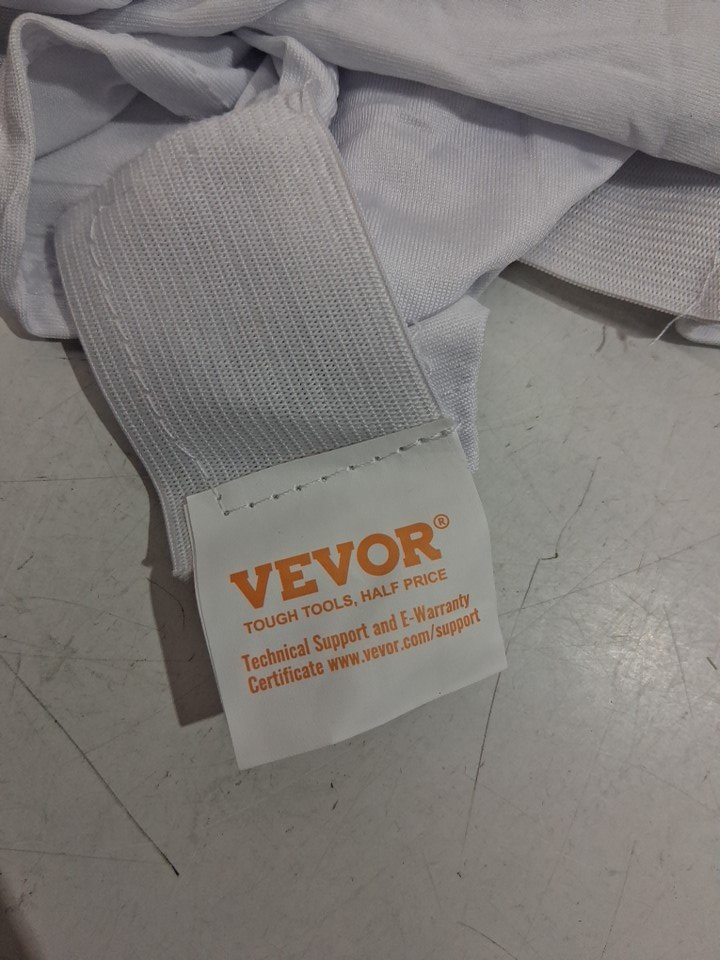 VEVOR®
TOUGH TOOLS, HALF PRICE
Technical Support and E-Warranty
Certificate www.vevor.com/support